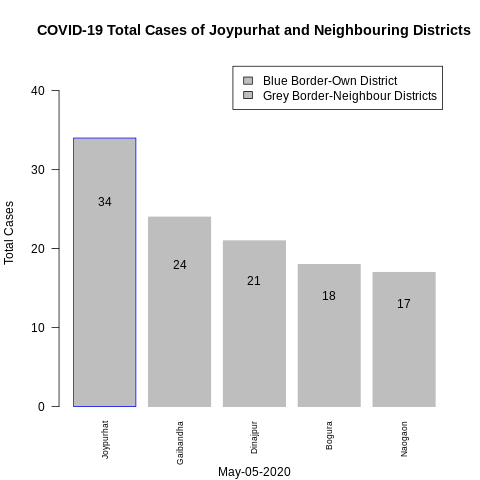 COVID-19 Total Cases of Joypurhat and Neighbouring Districts
Blue Border-Own District
Grey Border-Neighbour Districts
Total Cases
40
30
20
10
0
34
24
21
18
17
Joypurhat
Gaibandha
Dinajpur
Bogura
Naogaon
May-05-2020